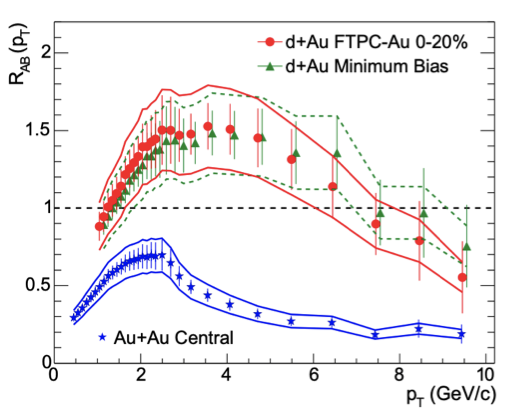 R_AB(p_T)
2
1.5
1
0.5
0
d+Au FTPC-Au 0-20%
d+Au Minimum Bias
Au+Au Central
0 2 4 6 8 10
p_T (GeV/c)